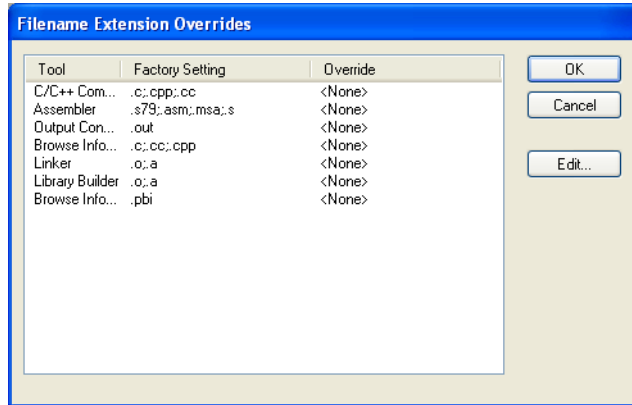 Filename Extension Overrides
Tool Factory Setting Override
C/C++ Com... .c;.cpp;.cc <None>
Assembler .s79;.asm;.msa;.s <None>
Output Con... .out <None>
Browse Info... .c;.cc;.cpp <None>
Linker .o;.a <None>
Library Builder .o;.a <None>
Browse Info... .pbi <None>
OK
Cancel
Edit...